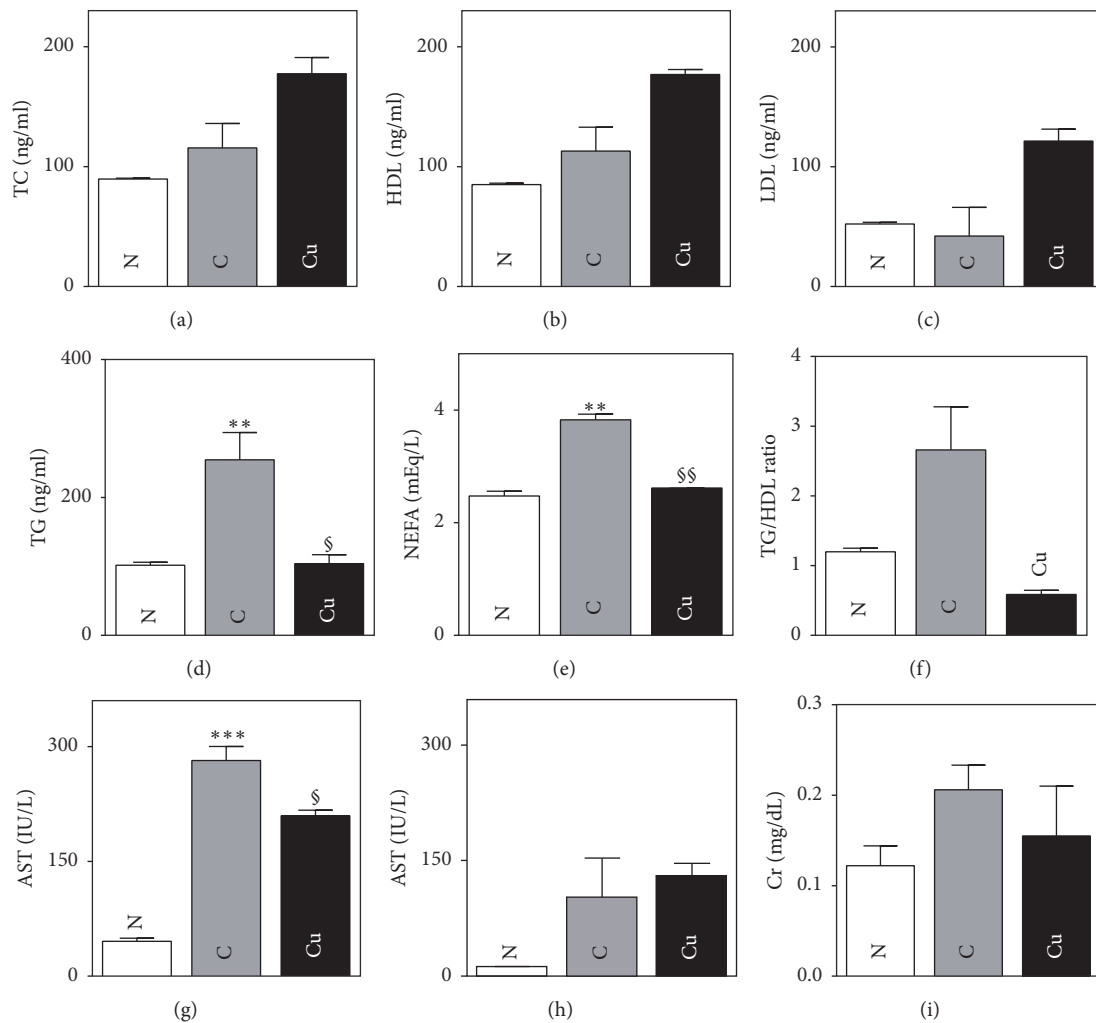 TC (ng/ml)
200
100
0
N
C
Cu
(a)
HDL (ng/ml)
200
100
0
N
C
Cu
(b)
LDL (ng/ml)
200
100
0
N
C
Cu
(c)
TG (ng/ml)
400
200
0
N
**
C
§
Cu
(d)
NEFA (mEq/L)
4
2
0
N
**
C
§§
Cu
(e)
TG/HDL ratio
4
3
2
1
0
N
C
Cu
(f)
AST (IU/L)
300
150
0
N
***
C
§
Cu
(g)
AST (IU/L)
300
150
0
N
C
Cu
(h)
Cr (mg/dL)
0.3
0.2
0.1
0
N
C
Cu
(i)